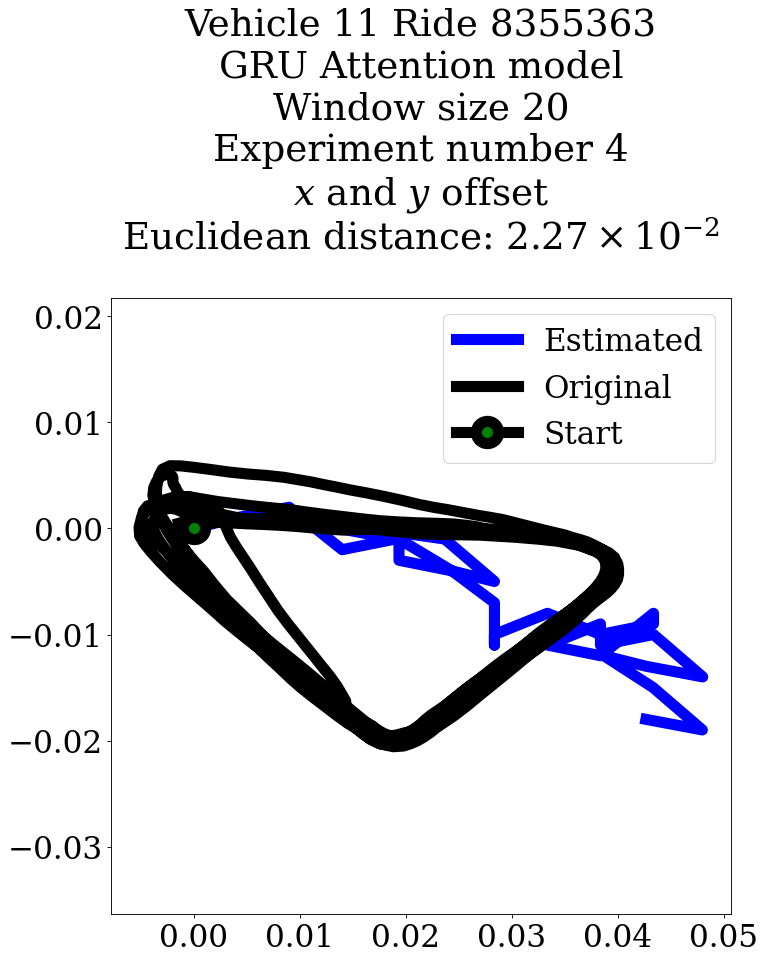 Vehicle 11 Ride 8355363
GRU Attention model
Window size 20
Experiment number 4
x and y offset
Euclidean distance: 2.27 × 10⁻²
Estimated
Original
Start
0.02
0.01
0.00
−0.01
−0.02
−0.03
0.00 0.01 0.02 0.03 0.04 0.05